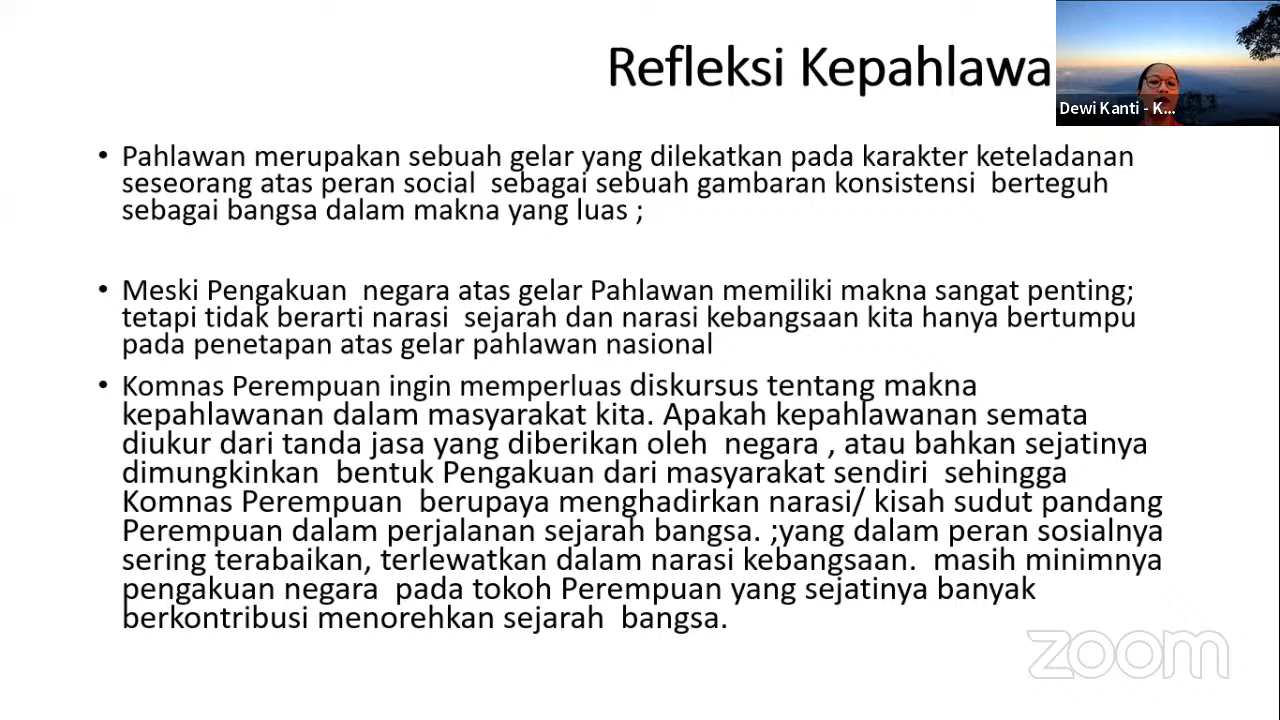 Refleksi Kepahlawa
Dewi Kanti - K...
• Pahlawan merupakan sebuah gelar yang dilekatkan pada karakter keteladanan
seseorang atas peran social sebagai sebuah gambaran konsistensi berteguh
sebagai bangsa dalam makna yang luas ;
• Meski Pengakuan negara atas gelar Pahlawan memiliki makna sangat penting;
tetapi tidak berarti narasi sejarah dan narasi kebangsaan kita hanya bertumpu
pada penetapan atas gelar pahlawan nasional
• Komnas Perempuan ingin memperluas diskursus tentang makna
kepahlawanan dalam masyarakat kita. Apakah kepahlawanan semata
diukur dari tanda jasa yang diberikan oleh negara , atau bahkan sejatinya
dimungkinkan bentuk Pengakuan dari masyarakat sendiri sehingga
Komnas Perempuan berupaya menghadirkan narasi/ kisah sudut pandang
Perempuan dalam perjalanan sejarah bangsa. ;yang dalam peran sosialnya
sering terabaikan, terlewatkan dalam narasi kebangsaan. masih minimnya
pengakuan negara pada tokoh Perempuan yang sejatinya banyak
berkontribusi menorehkan sejarah bangsa.
zoom